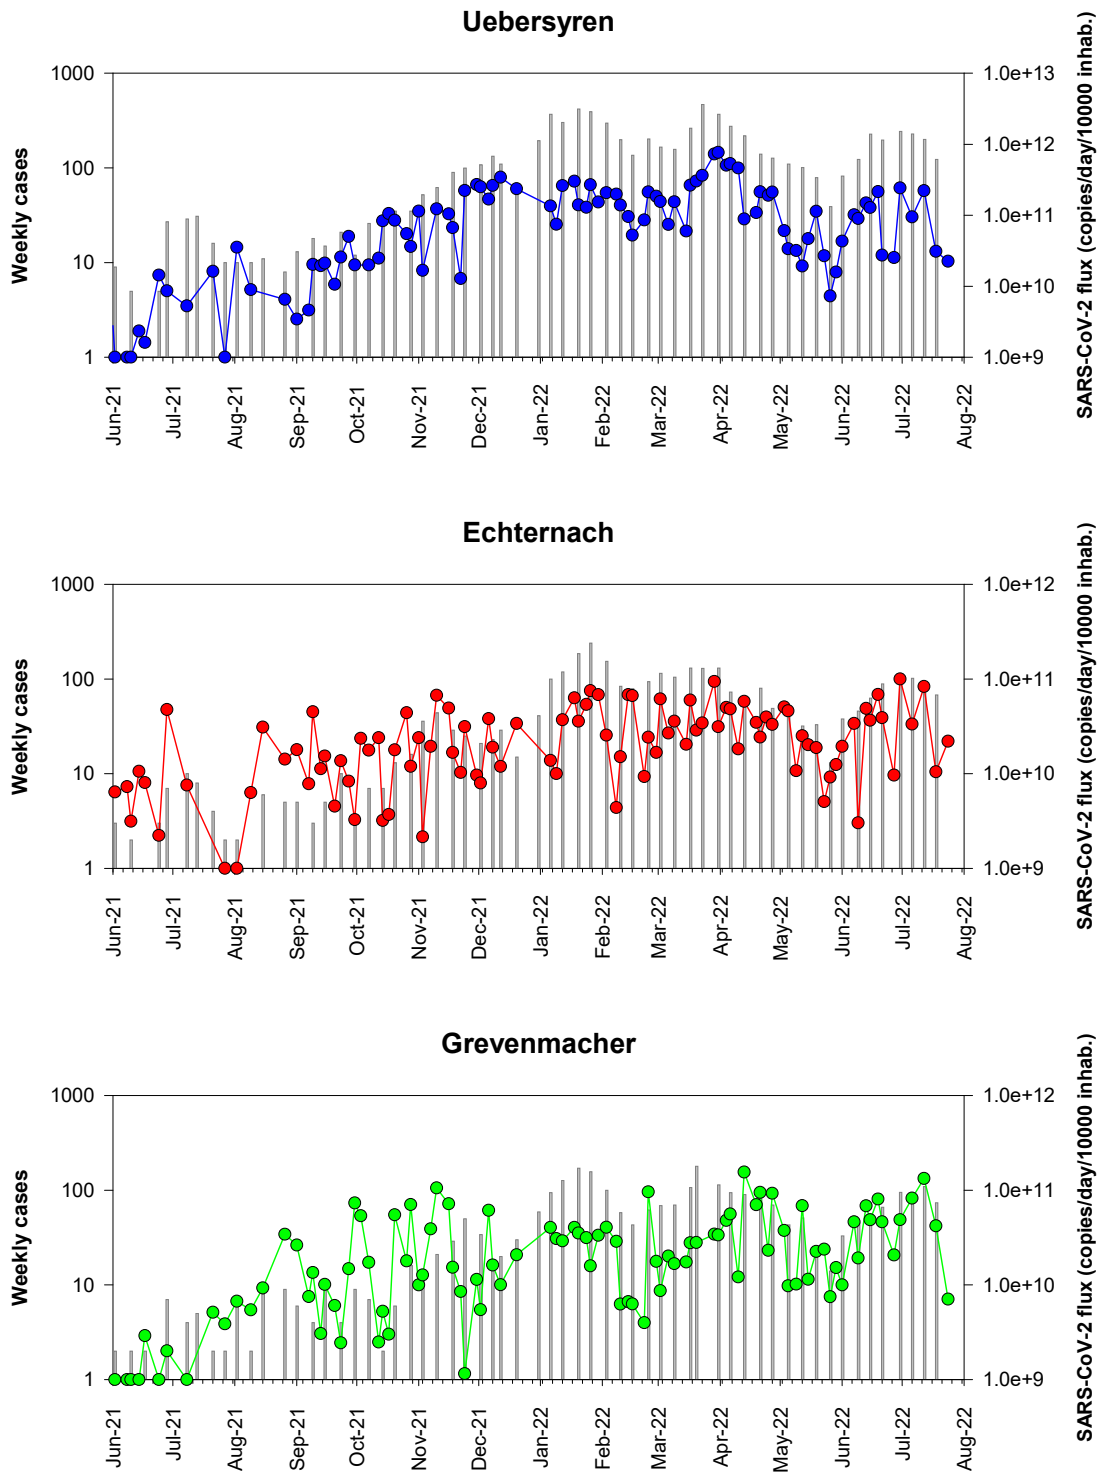 Uebersyren
Weekly cases
1000
100
10
1
1.0e+13
1.0e+12
1.0e+11
1.0e+10
1.0e+9
SARS-CoV-2 flux (copies/day/10000 inhab.)
Jun-21
Jul-21
Aug-21
Sep-21
Oct-21
Nov-21
Dec-21
Jan-22
Feb-22
Mar-22
Apr-22
May-22
Jun-22
Jul-22
Aug-22
Echternach
Weekly cases
1000
100
10
1
1.0e+12
1.0e+11
1.0e+10
1.0e+9
SARS-CoV-2 flux (copies/day/10000 inhab.)
Jun-21
Jul-21
Aug-21
Sep-21
Oct-21
Nov-21
Dec-21
Jan-22
Feb-22
Mar-22
Apr-22
May-22
Jun-22
Jul-22
Aug-22
Grevenmacher
Weekly cases
1000
100
10
1
1.0e+12
1.0e+11
1.0e+10
1.0e+9
SARS-CoV-2 flux (copies/day/10000 inhab.)
Jun-21
Jul-21
Aug-21
Sep-21
Oct-21
Nov-21
Dec-21
Jan-22
Feb-22
Mar-22
Apr-22
May-22
Jun-22
Jul-22
Aug-22